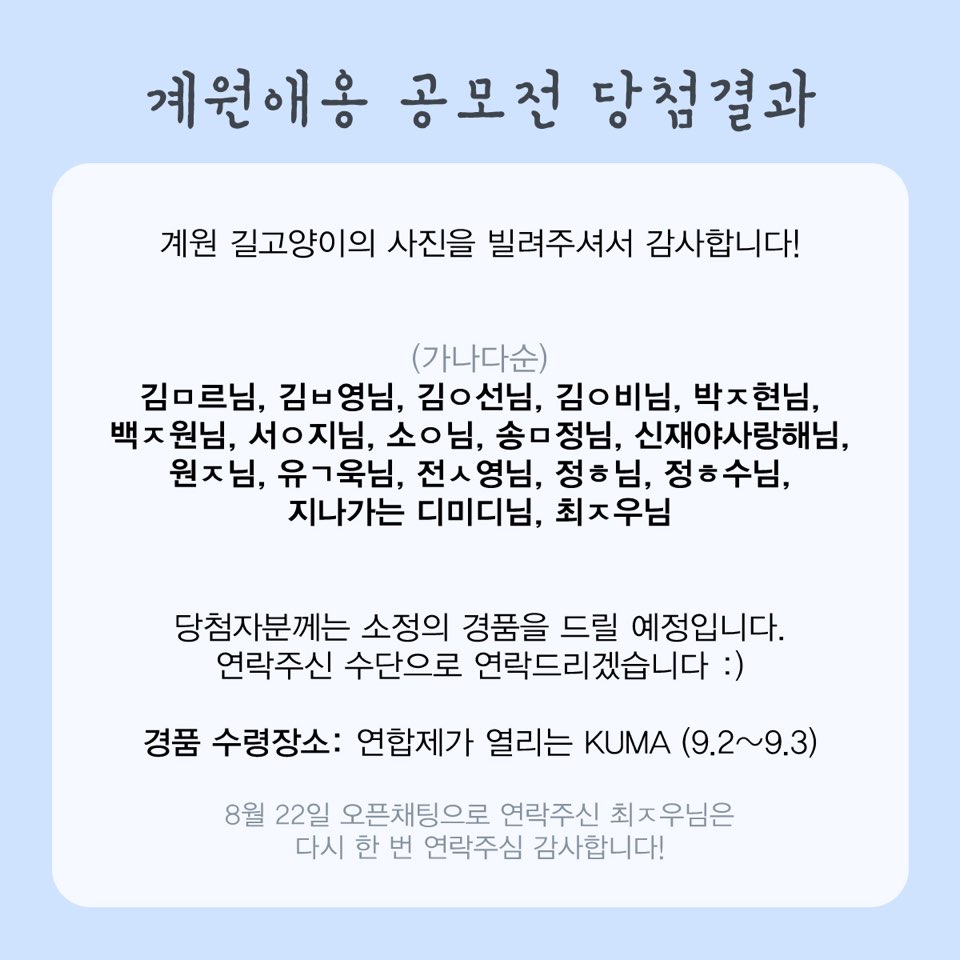 계원애옹 공모전 당첨결과
계원 길고양이의 사진을 빌려주셔서 감사합니다!
(가나다순)
김ㅁ르님, 김ㅂ영님, 김ㅇ선님, 김ㅇ비님, 박ㅈ현님,
백ㅈ원님, 서ㅇ지님, 소ㅇ님, 송ㅁ정님, 신재야사랑해님,
원ㅈ님, 유ㄱ욱님, 전ㅅ영님, 정ㅎ님, 정ㅎ수님,
지나가는 디미디님, 최ㅈ우님
당첨자분께는 소정의 경품을 드릴 예정입니다.
연락주신 수단으로 연락드리겠습니다 :)
경품 수령장소: 연합제가 열리는 KUMA (9.2~9.3)
8월 22일 오픈채팅으로 연락주신 최ㅈ우님은
다시 한 번 연락주심 감사합니다!